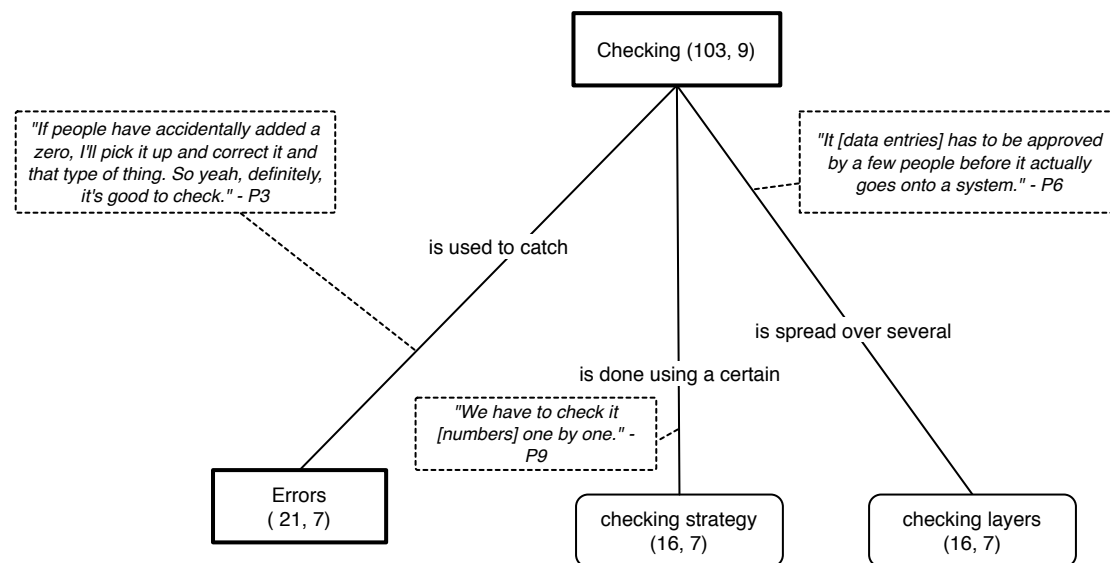 Checking (103, 9)
"If people have accidentally added a
zero, I'll pick it up and correct it and
that type of thing. So yeah, definitely,
it's good to check." - P3
"It [data entries] has to be approved
by a few people before it actually
goes onto a system." - P6
is used to catch
is spread over several
is done using a certain
"We have to check it
[numbers] one by one." -
P9
Errors
( 21, 7)
checking strategy
(16, 7)
checking layers
(16, 7)